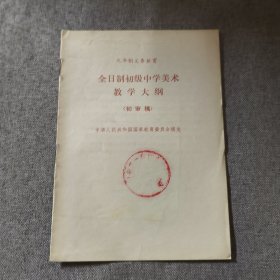 九年制义务教育
全日制初级中学美术
教学大纲
(初审稿)
中华人民共和国国家教育委员会制定